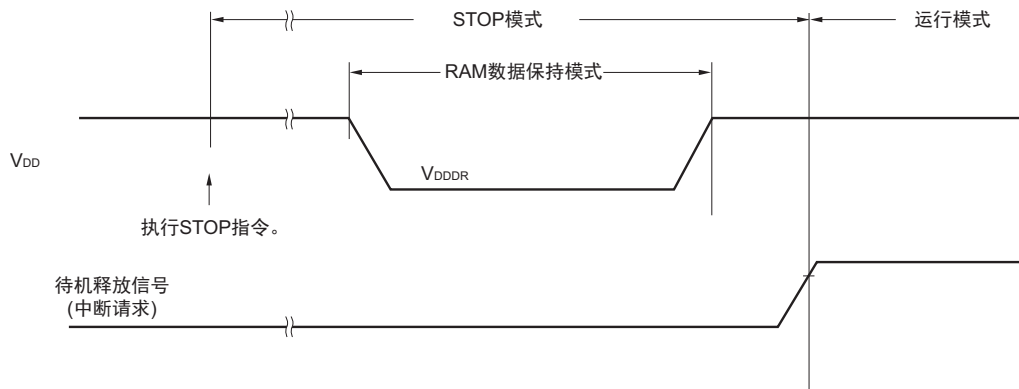 STOP模式
运行模式
RAM数据保持模式
VDD
VDDDR
执行STOP指令。
待机释放信号
(中断请求)